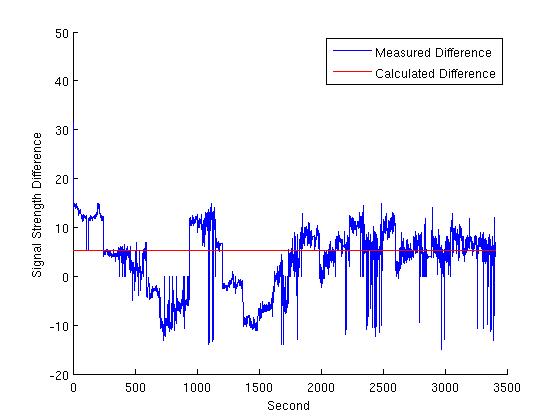 50
40
30
20
10
0
-10
-20
Signal Strength Difference
Measured Difference
Calculated Difference
0 500 1000 1500 2000 2500 3000 3500
Second